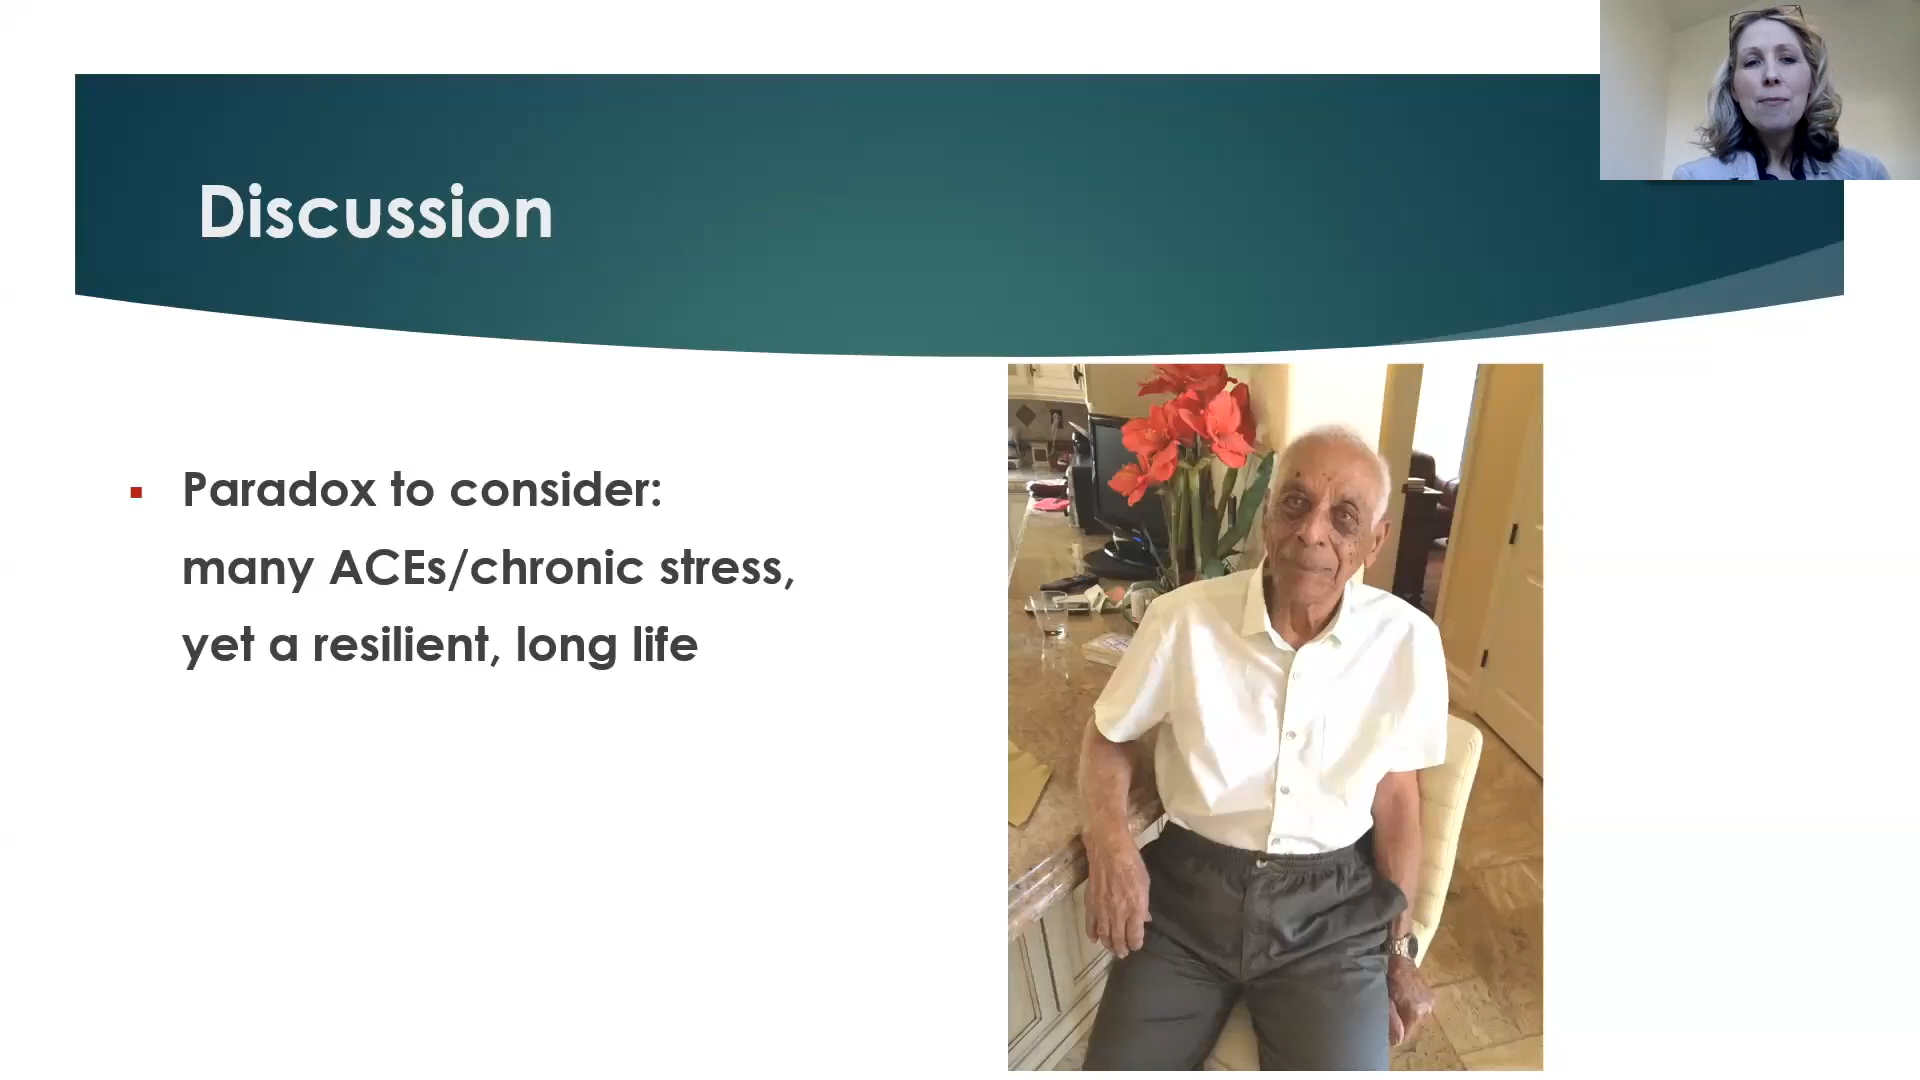 Discussion
Paradox to consider:
many ACEs/chronic stress,
yet a resilient, long life